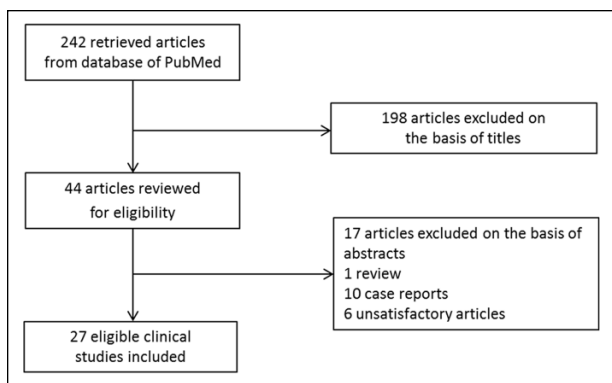 242 retrieved articles
from database of PubMed
198 articles excluded on
the basis of titles
44 articles reviewed
for eligibility
17 articles excluded on the basis of
abstracts
1 review
10 case reports
6 unsatisfactory articles
27 eligible clinical
studies included